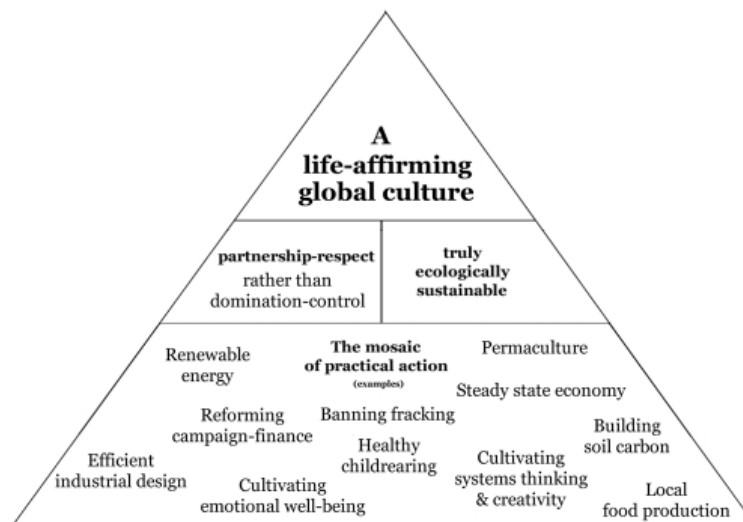 A
life-affirming
global culture
partnership-respect
rather than
domination-control
truly
ecologically
sustainable
The mosaic
of practical action
(examples)
Renewable
energy
Permaculture
Steady state economy
Reforming
campaign-finance
Banning fracking
Building
soil carbon
Healthy
childrearing
Efficient
industrial design
Cultivating
systems thinking
& creativity
Cultivating
emotional well-being
Local
food production